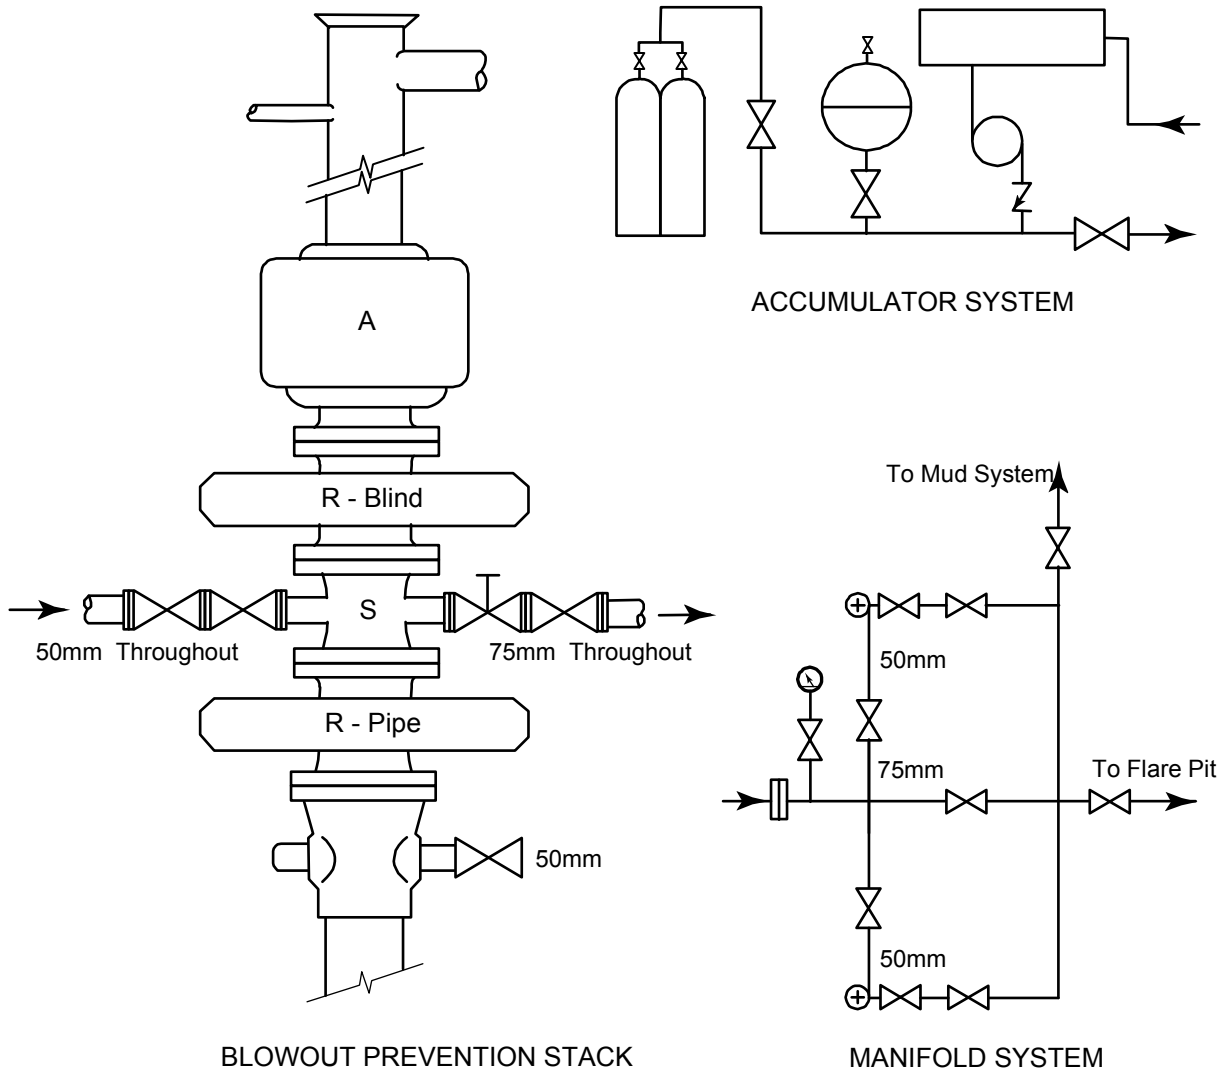 ACCUMULATOR SYSTEM
A
R - Blind
S
50mm Throughout
75mm Throughout
R - Pipe
50mm
BLOWOUT PREVENTION STACK
To Mud System
50mm
75mm
To Flare Pit
50mm
MANIFOLD SYSTEM